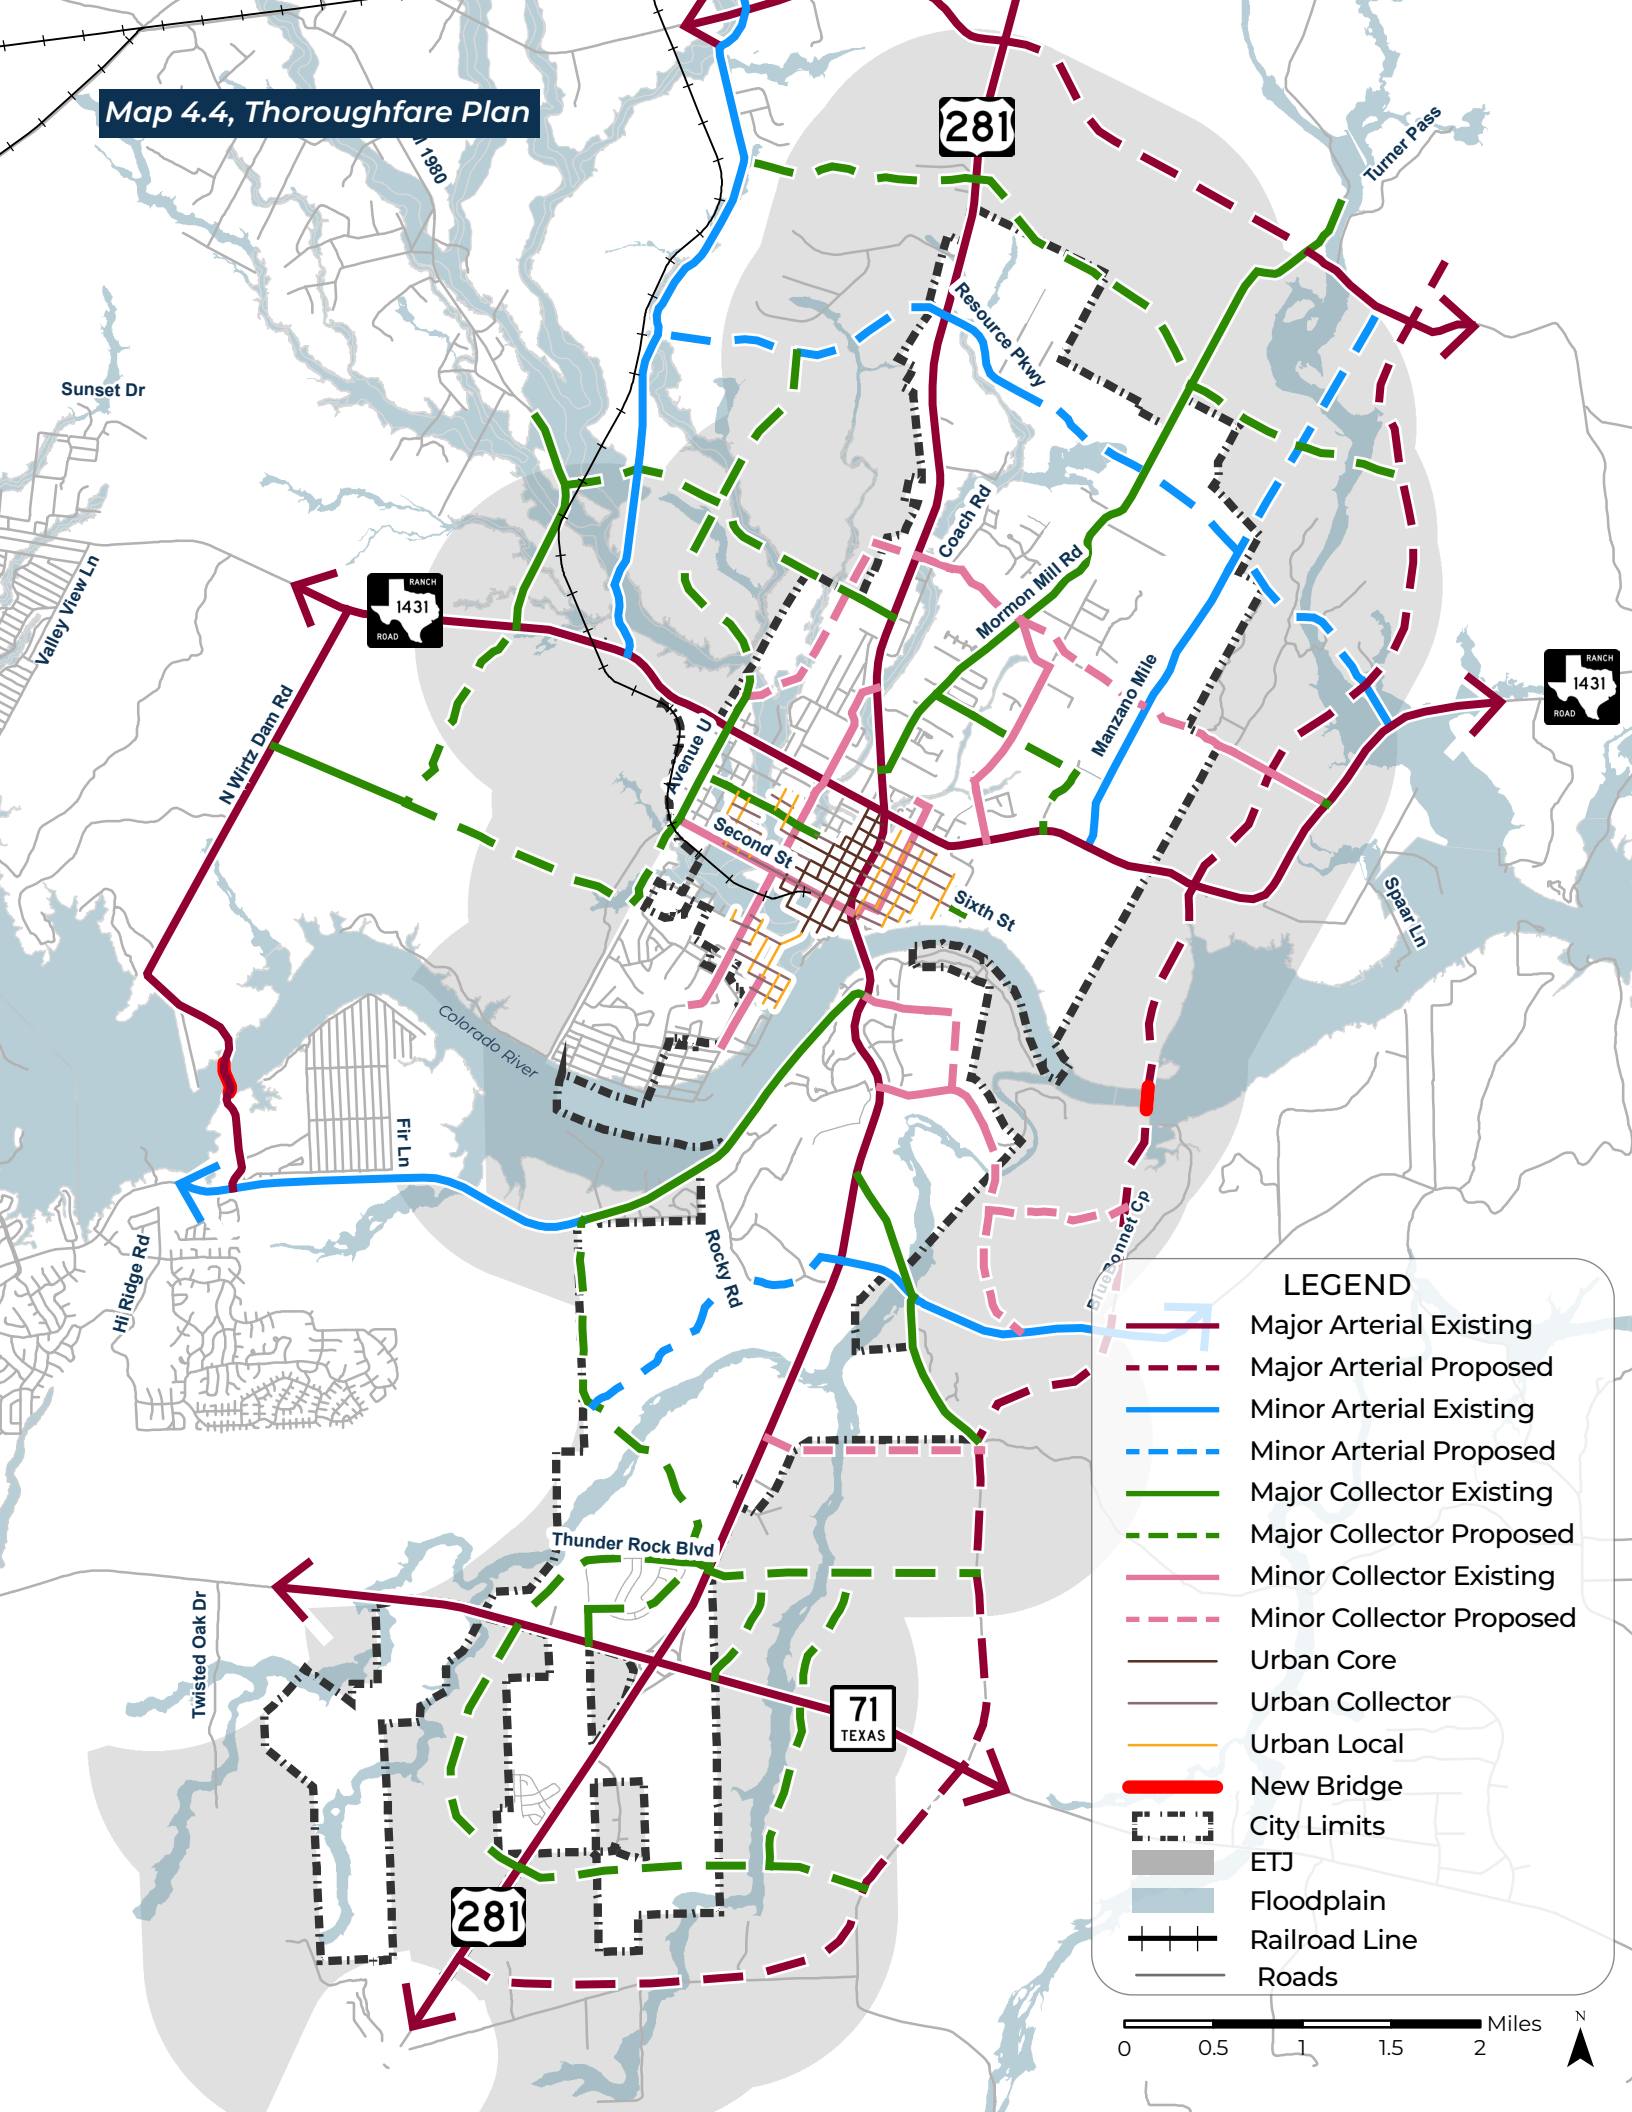 Map 4.4, Thoroughfare Plan
281
Turner Pass
1980
Resource Pkwy
Sunset Dr
Coach Rd
Valley View Ln
RANCH
1431
ROAD
Mormon Mill Rd
RANCH
1431
ROAD
N Wirtz Dam Rd
Manzano Mile
Avenue U
Second St
Sixth St
Spaar Ln
Colorado River
Fir Ln
BlueBonnet Cp
Rocky Rd
Hi Ridge Rd
Thunder Rock Blvd
Twisted Oak Dr
71
TEXAS
281
LEGEND
Major Arterial Existing
Major Arterial Proposed
Minor Arterial Existing
Minor Arterial Proposed
Major Collector Existing
Major Collector Proposed
Minor Collector Existing
Minor Collector Proposed
Urban Core
Urban Collector
Urban Local
New Bridge
City Limits
ETJ
Floodplain
Railroad Line
Roads
Miles
0 0.5 1 1.5 2
N